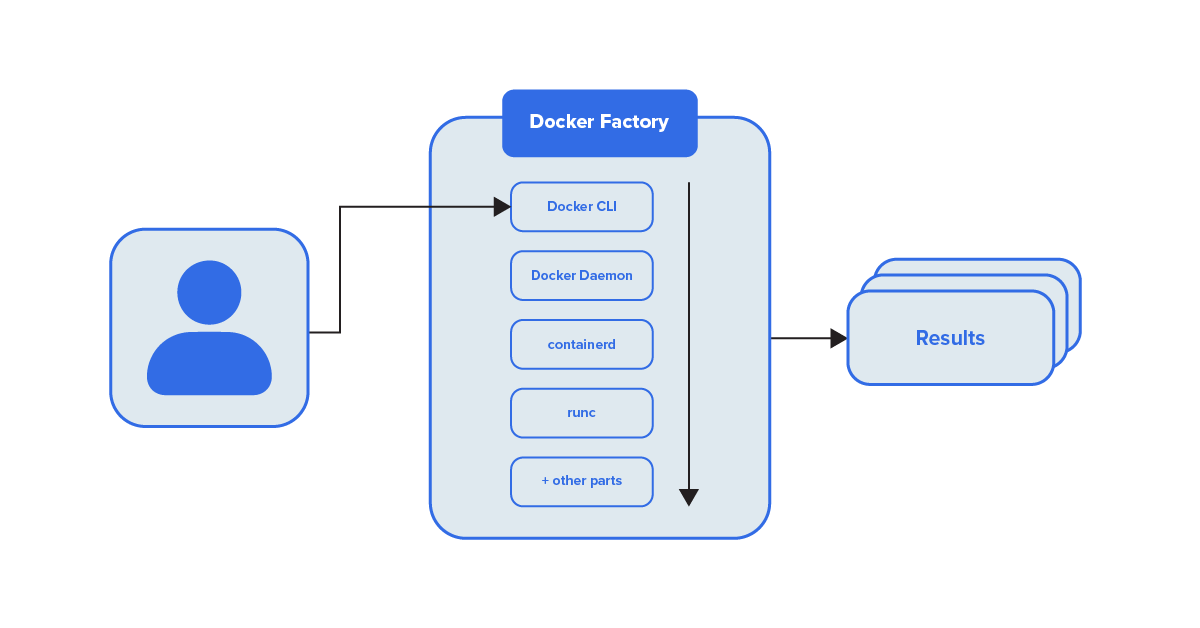 Docker Factory
Docker CLI
Docker Daemon
containerd
runc
+ other parts
Results